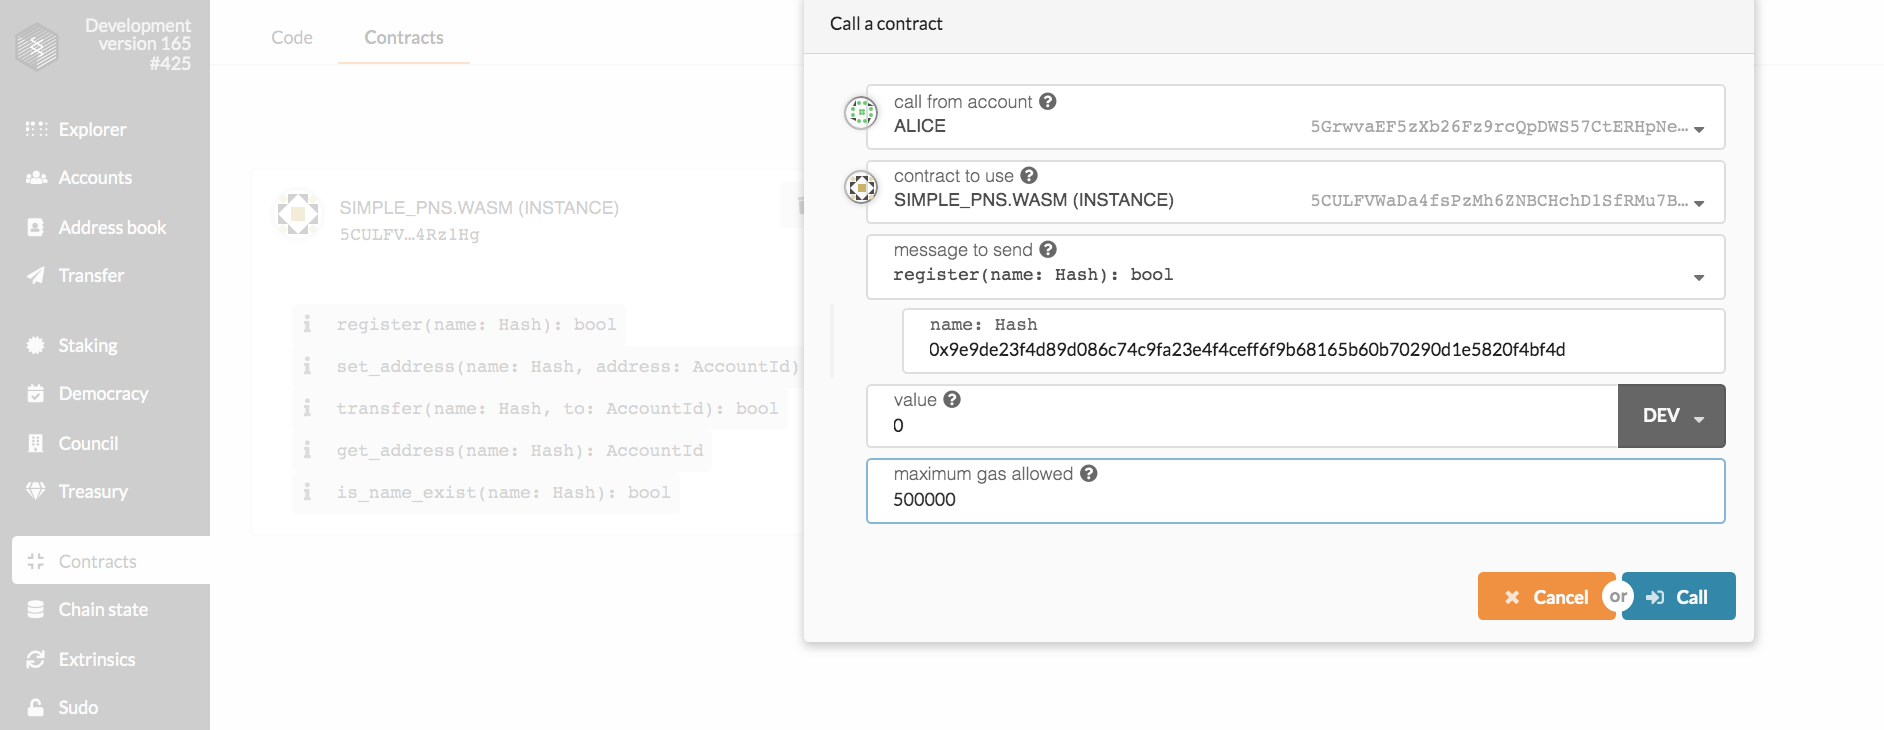 Development
version 165
#425
Explorer
Accounts
Address book
Transfer
Staking
Democracy
Council
Treasury
Contracts
Chain state
Extrinsics
Sudo
Code
Contracts
SIMPLE_PNS.WASM (INSTANCE)
5CULFV…4Rz1Hg
register(name: Hash): bool
set_address(name: Hash, address: AccountId)
transfer(name: Hash, to: AccountId): bool
get_address(name: Hash): AccountId
is_name_exist(name: Hash): bool
Call a contract
call from account
ALICE 5GrwvaEF5zXb26Fz9rcQpDWS57CtERHpNe…
contract to use
SIMPLE_PNS.WASM (INSTANCE) 5CULFVWaDa4fsPzMh6ZNBCHchD1SfRMu7B…
message to send
register(name: Hash): bool
name: Hash
0x9e9de23f4d89d086c74c9fa23e4f4ceff6f9b68165b60b70290d1e5820f4bf4d
value
0
DEV
maximum gas allowed
500000
Cancel or Call